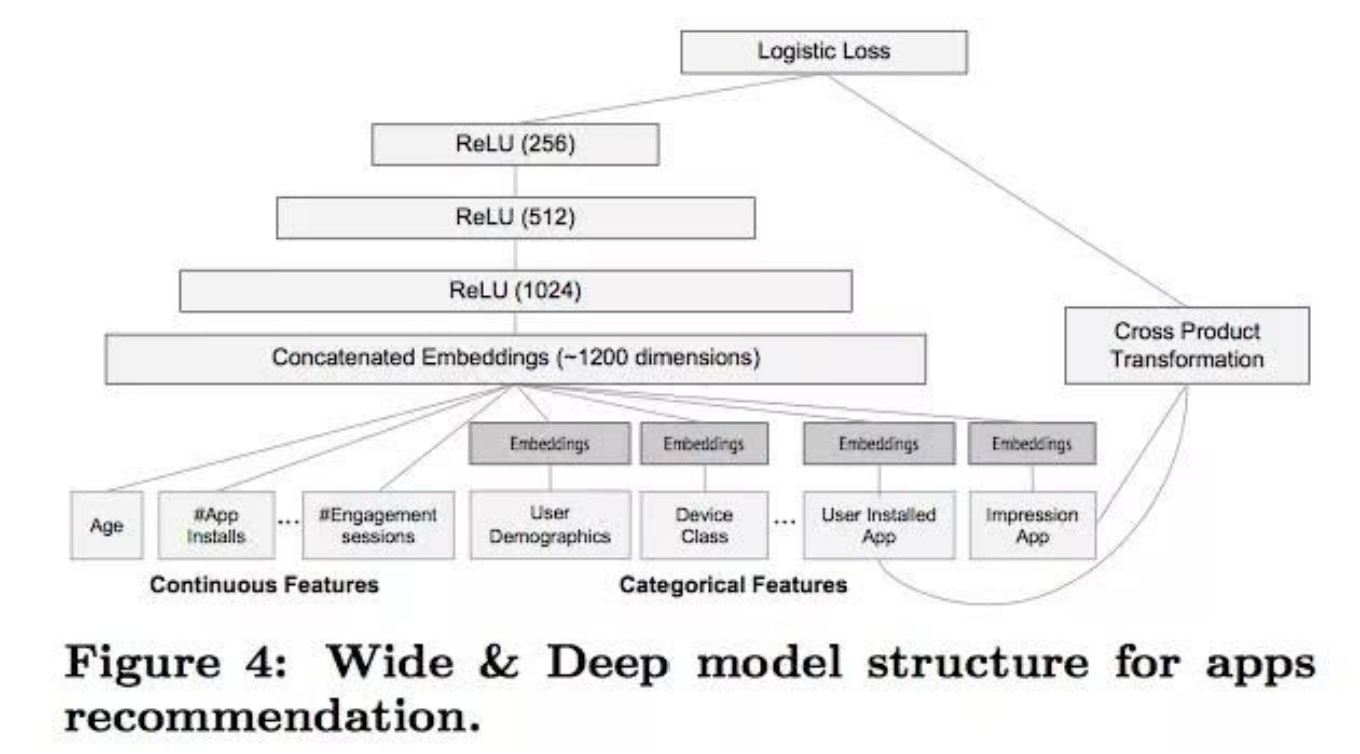 Logistic Loss
ReLU (256)
ReLU (512)
ReLU (1024)
Cross Product
Transformation
Concatenated Embeddings (~1200 dimensions)
Embeddings
Embeddings
Embeddings
Embeddings
Age
#App
Installs
...
#Engagement
sessions
User
Demographics
Device
Class
...
User Installed
App
Impression
App
Continuous Features
Categorical Features
Figure 4: Wide & Deep model structure for apps
recommendation.